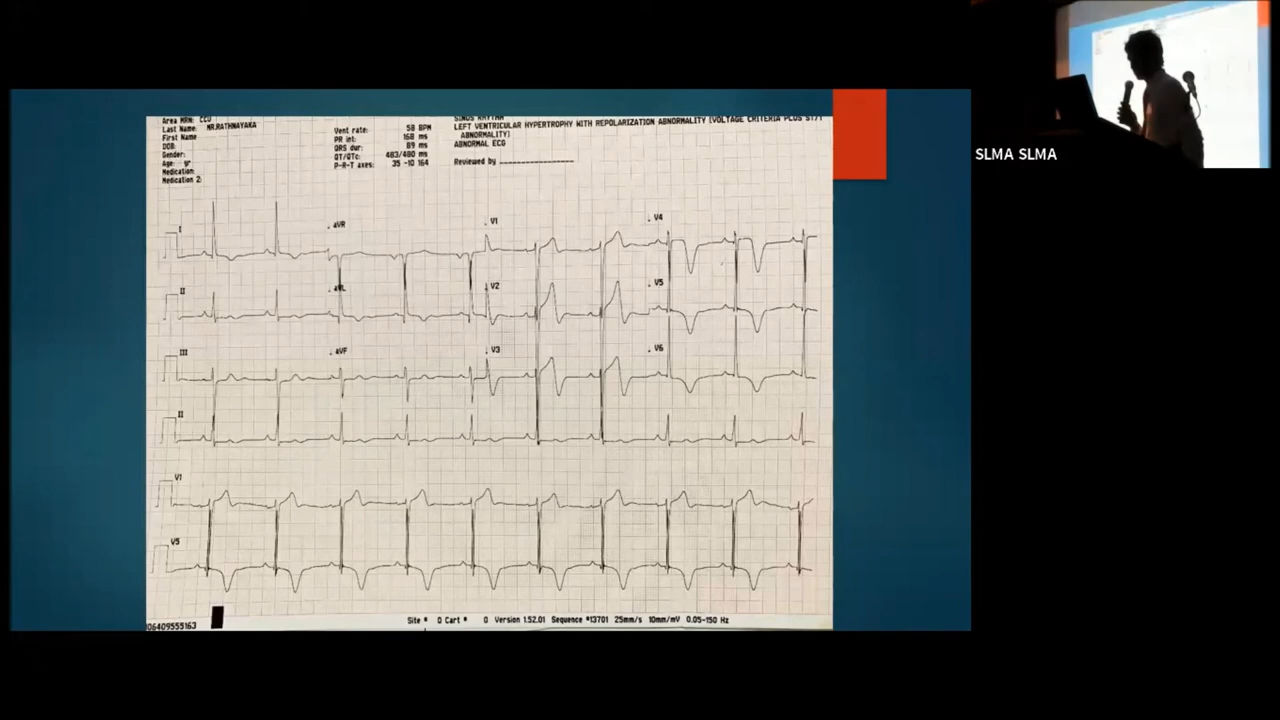 Area MRN: CCU
Last Name: MR.RATHNAYAKA
First Name
DOB:
Gender:
Age: yr
Medication:
Medication 2:
Vent rate: 58 BPM
PR int: 168 ms
QRS dur: 89 ms
QT/QTc: 483/480 ms
P-R-T axes: 35 -10 164
SINUS RHYTHM
LEFT VENTRICULAR HYPERTROPHY WITH REPOLARIZATION ABNORMALITY [VOLTAGE CRITERIA PLUS ST/T
ABNORMALITY]
ABNORMAL ECG
Reviewed by
I
aVR
V1
V4
II
aVL
V2
V5
III
aVF
V3
V6
II
V1
V5
06409555163
Site # 0 Cart # 0 Version 1.52.01 Sequence #13701 25mm/s 10mm/mV 0.05-150 Hz
SLMA SLMA